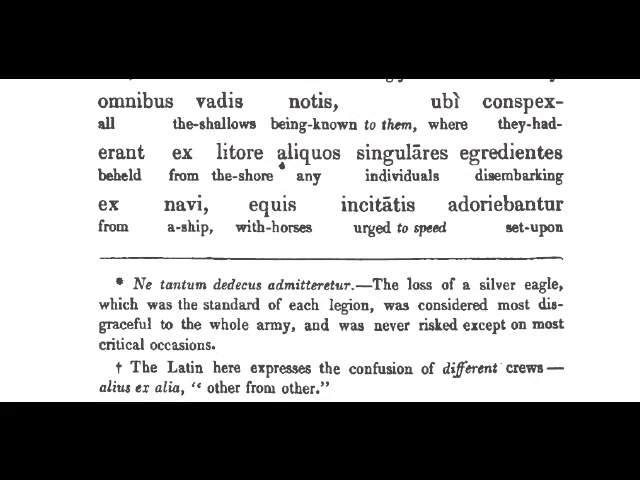 omnibus vadis notis, ubì conspex-
all the-shallows being-known to them, where they-had-
erant ex litore aliquos singulāres egredientes
beheld from the-shore any individuals disembarking
ex navi, equis incitātis adoriebantur
from a-ship, with-horses urged to speed set-upon
* Ne tantum dedecus admitteretur.—The loss of a silver eagle,
which was the standard of each legion, was considered most dis-
graceful to the whole army, and was never risked except on most
critical occasions.
† The Latin here expresses the confusion of different crews—
alius ex alia, “ other from other.”